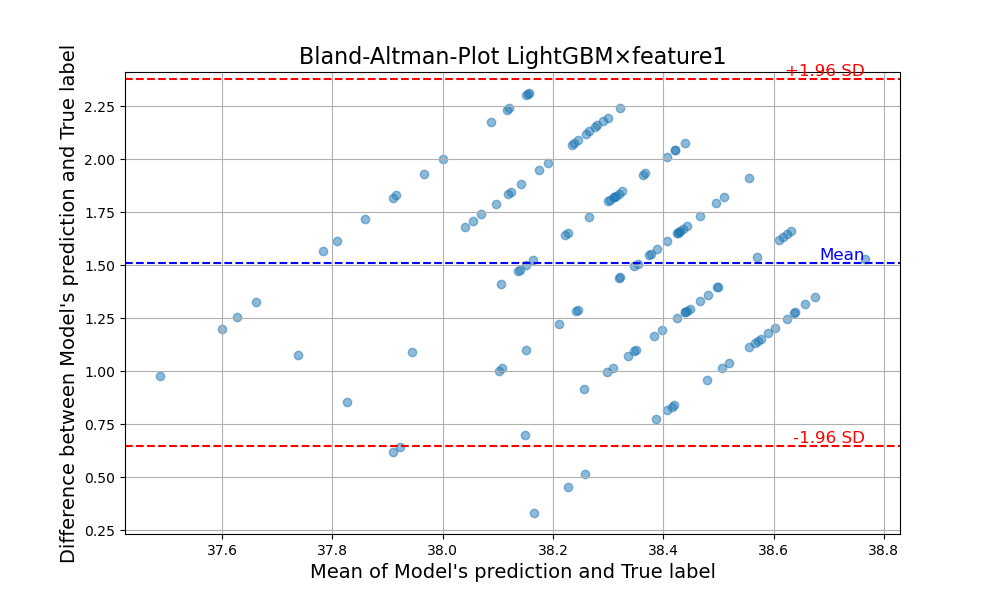 Bland-Altman-Plot LightGBM×feature1
Difference between Model's prediction and True label
2.25
2.00
1.75
1.50
1.25
1.00
0.75
0.50
0.25
+1.96 SD
Mean
-1.96 SD
37.6 37.8 38.0 38.2 38.4 38.6 38.8
Mean of Model's prediction and True label